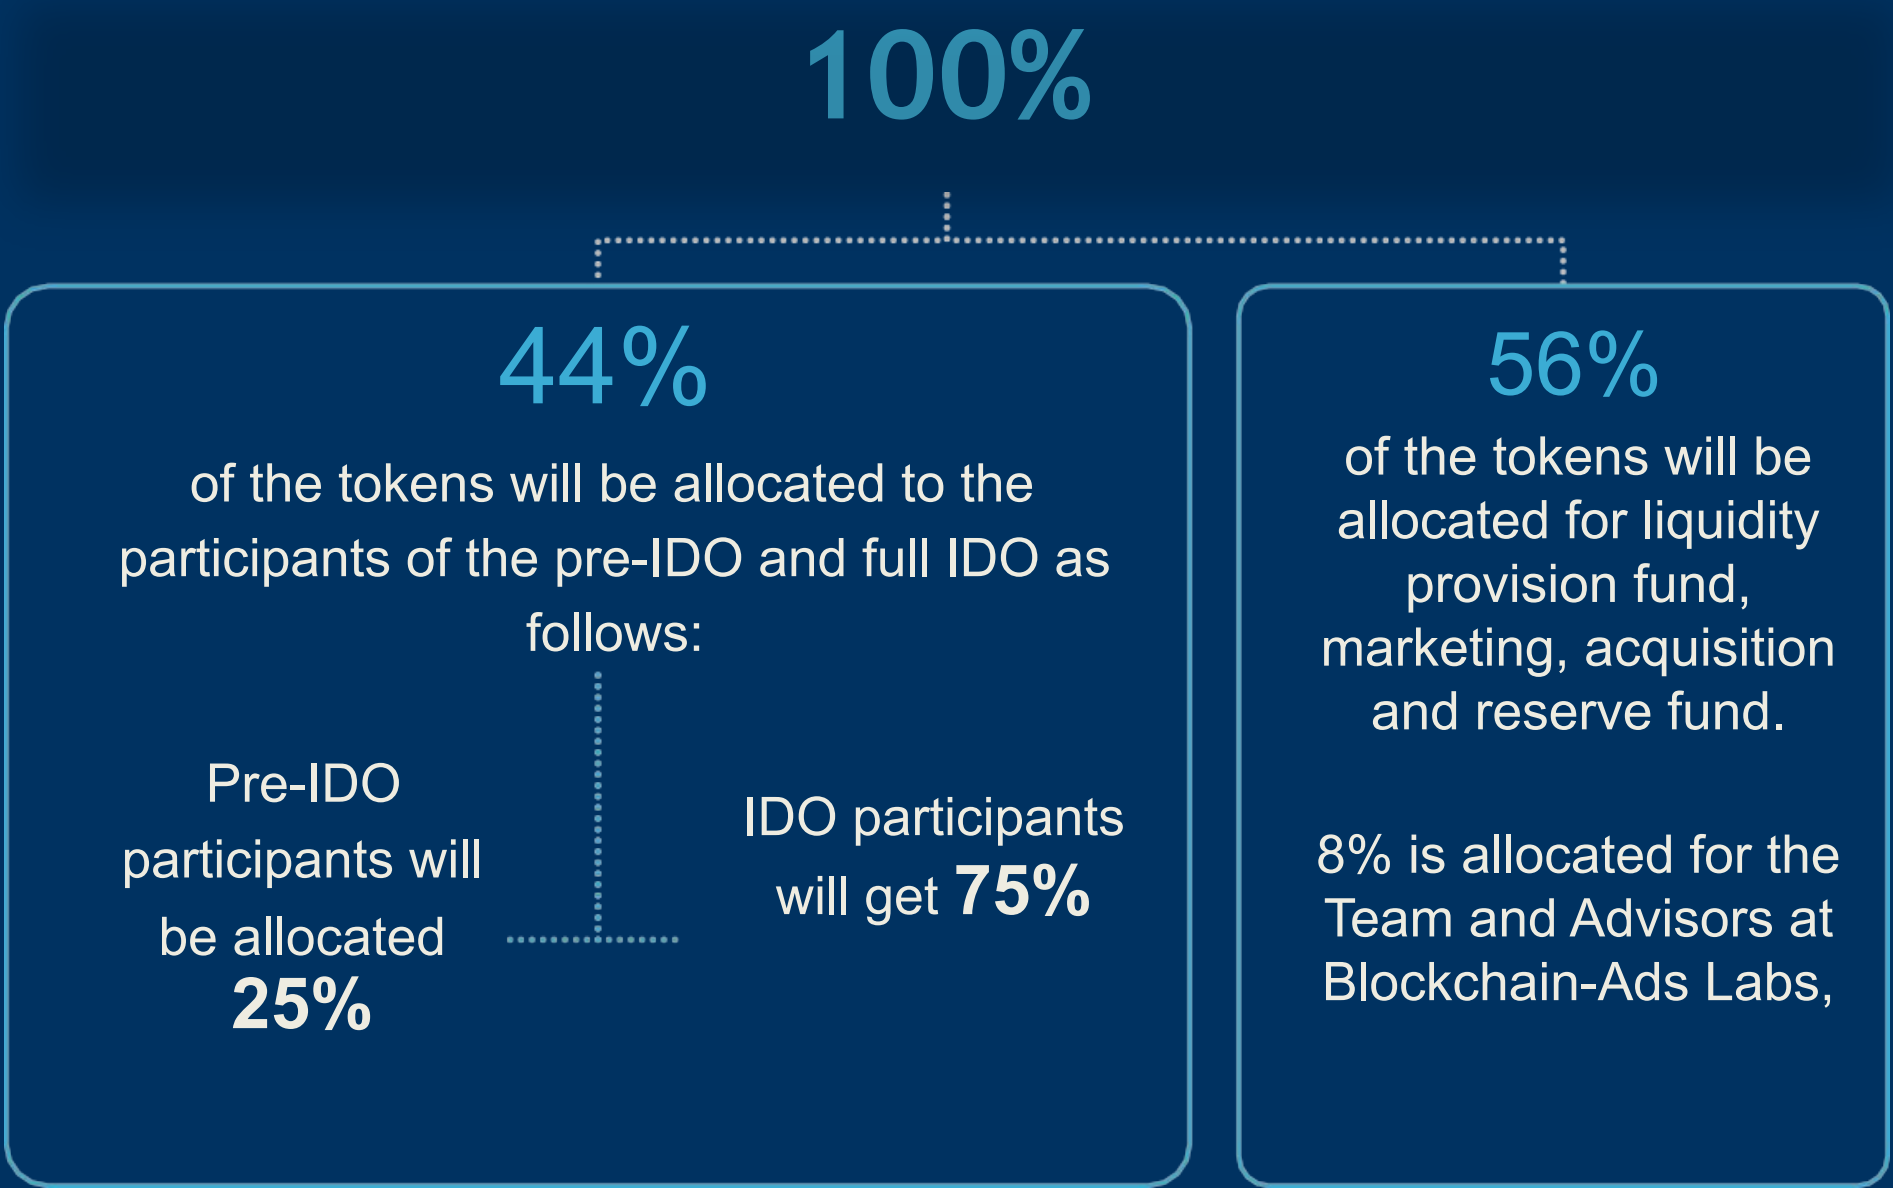 100%
44%
of the tokens will be allocated to the
participants of the pre-IDO and full IDO as
follows:
Pre-IDO
participants will
be allocated
25%
IDO participants
will get 75%
56%
of the tokens will be
allocated for liquidity
provision fund,
marketing, acquisition
and reserve fund.
8% is allocated for the
Team and Advisors at
Blockchain-Ads Labs,